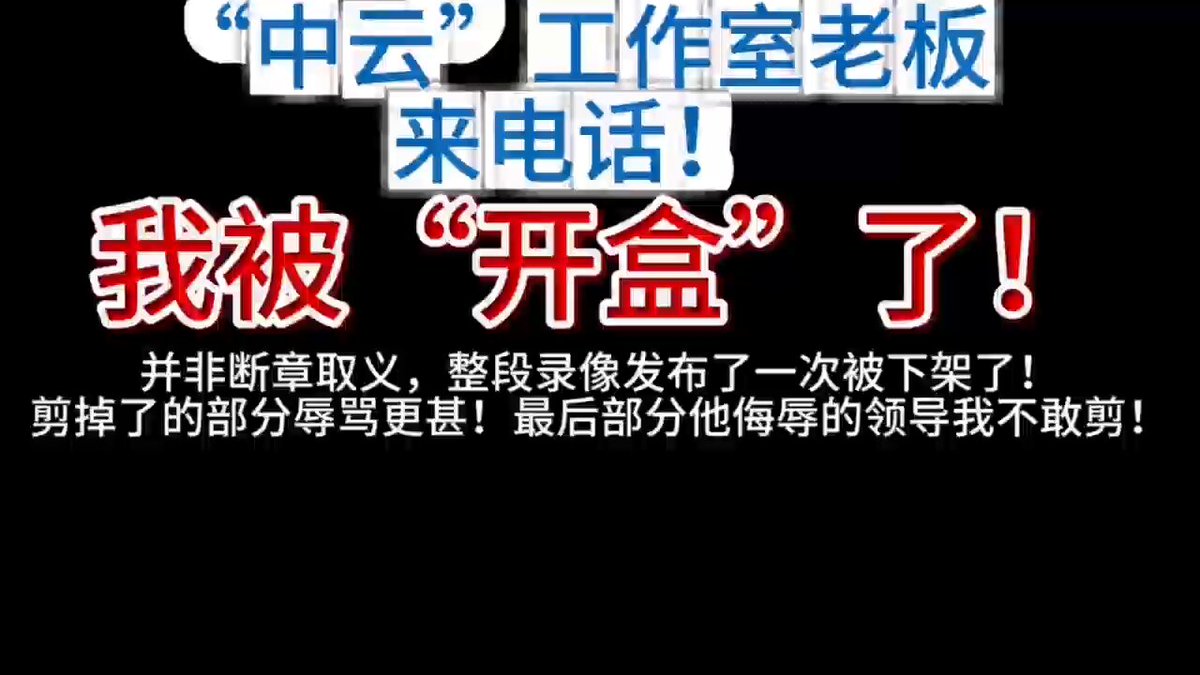 “中云”工作室老板
来电话！
我被“开盒”了！
并非断章取义，整段录像发布了一次被下架了！
剪掉了的部分辱骂更甚！最后部分他侮辱的领导我不敢剪！